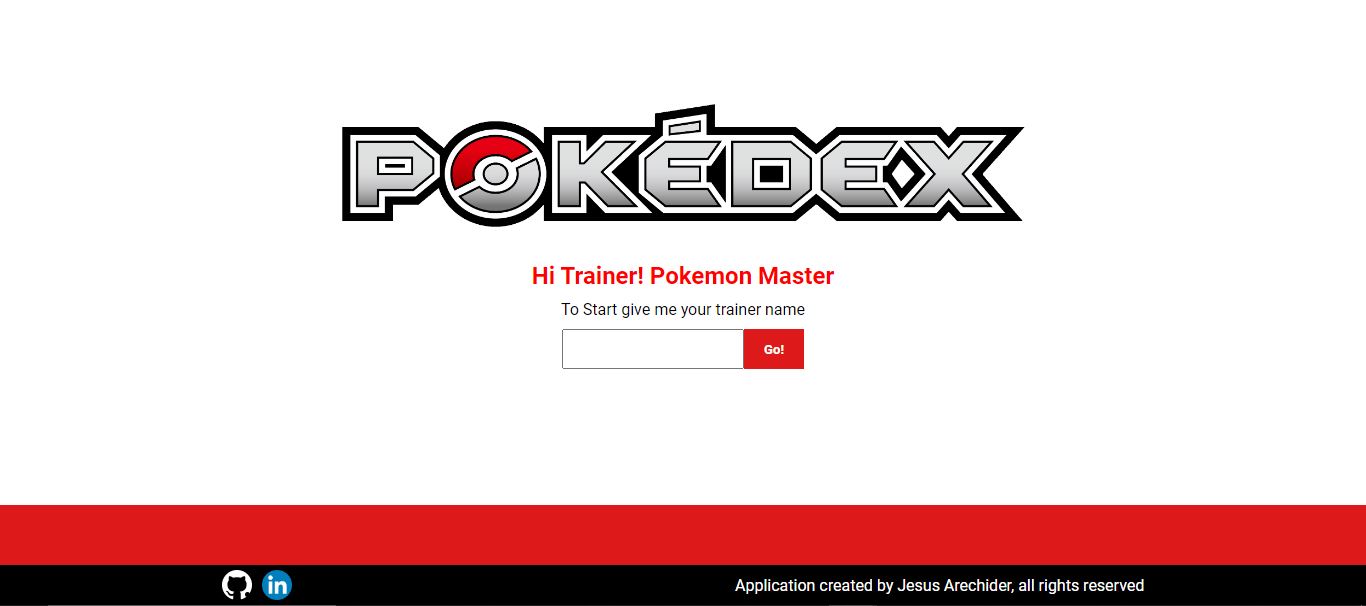 POKÉDEX
Hi Trainer! Pokemon Master
To Start give me your trainer name
Go!
in
Application created by Jesus Arechider, all rights reserved